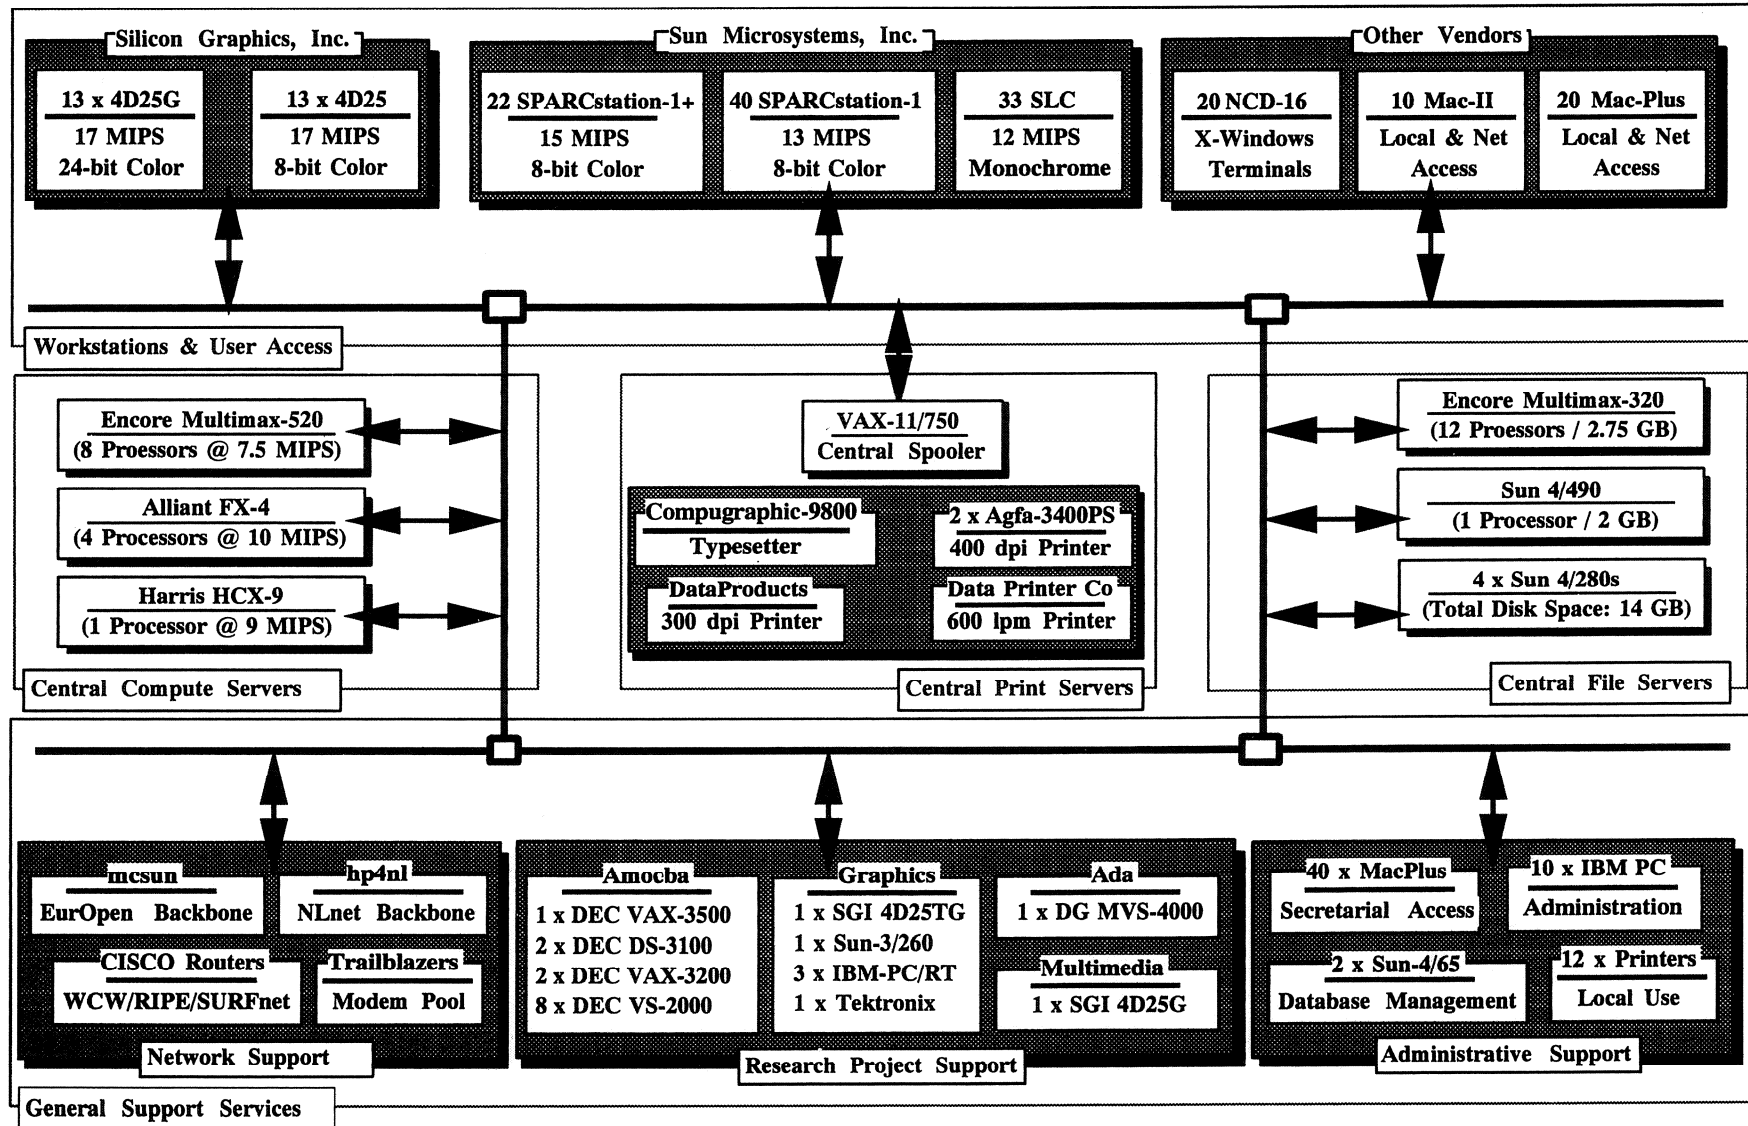 Silicon Graphics, Inc.
13 x 4D25G
17 MIPS
24-bit Color
13 x 4D25
17 MIPS
8-bit Color
Sun Microsystems, Inc.
22 SPARCstation-1+
15 MIPS
8-bit Color
40 SPARCstation-1
13 MIPS
8-bit Color
33 SLC
12 MIPS
Monochrome
Other Vendors
20 NCD-16
X-Windows
Terminals
10 Mac-II
Local & Net
Access
20 Mac-Plus
Local & Net
Access
Workstations & User Access
Encore Multimax-520
(8 Proessors @ 7.5 MIPS)
Alliant FX-4
(4 Processors @ 10 MIPS)
Harris HCX-9
(1 Processor @ 9 MIPS)
Central Compute Servers
VAX-11/750
Central Spooler
Compugraphic-9800
Typesetter
2 x Agfa-3400PS
400 dpi Printer
DataProducts
300 dpi Printer
Data Printer Co
600 lpm Printer
Central Print Servers
Encore Multimax-320
(12 Proessors / 2.75 GB)
Sun 4/490
(1 Processor / 2 GB)
4 x Sun 4/280s
(Total Disk Space: 14 GB)
Central File Servers
mcsun
EurOpen Backbone
hp4nl
NLnet Backbone
CISCO Routers
WCW/RIPE/SURFnet
Trailblazers
Modem Pool
Network Support
Amocba
1 x DEC VAX-3500
2 x DEC DS-3100
2 x DEC VAX-3200
8 x DEC VS-2000
Graphics
1 x SGI 4D25TG
1 x Sun-3/260
3 x IBM-PC/RT
1 x Tektronix
Ada
1 x DG MVS-4000
Multimedia
1 x SGI 4D25G
Research Project Support
40 x MacPlus
Secretarial Access
10 x IBM PC
Administration
2 x Sun-4/65
Database Management
12 x Printers
Local Use
Administrative Support
General Support Services